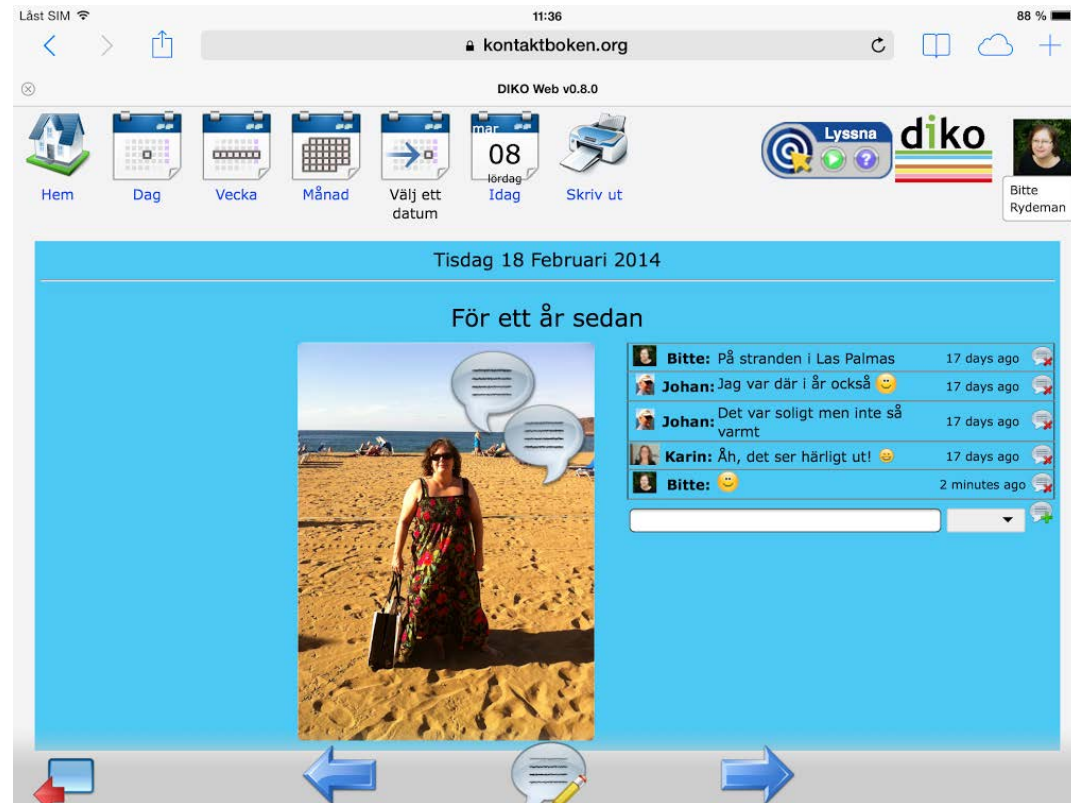 Låst SIM 11:36 88 %
kontaktboken.org
DIKO Web v0.8.0
Hem
Dag
Vecka
Månad
Välj ett
datum
mar
08
lördag
Idag
Skriv ut
Lyssna
?
diko
Bitte
Rydeman
Tisdag 18 Februari 2014
För ett år sedan
Bitte: På stranden i Las Palmas 17 days ago
Johan: Jag var där i år också 17 days ago
Johan: Det var soligt men inte så
varmt 17 days ago
Karin: Åh, det ser härligt ut! 17 days ago
Bitte: 2 minutes ago